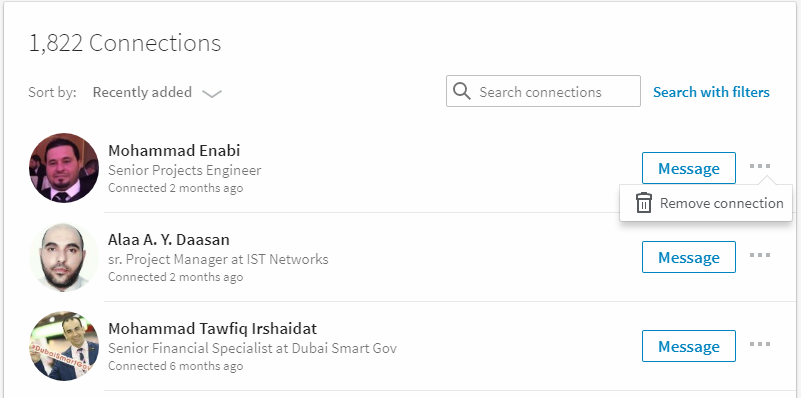 1,822 Connections
Sort by: Recently added
Search connections
Search with filters
Mohammad Enabi
Senior Projects Engineer
Connected 2 months ago
Message
Remove connection
Alaa A. Y. Daasan
sr. Project Manager at IST Networks
Connected 2 months ago
Message
#DubaiSmartGov
Mohammad Tawfiq Irshaidat
Senior Financial Specialist at Dubai Smart Gov
Connected 6 months ago
Message